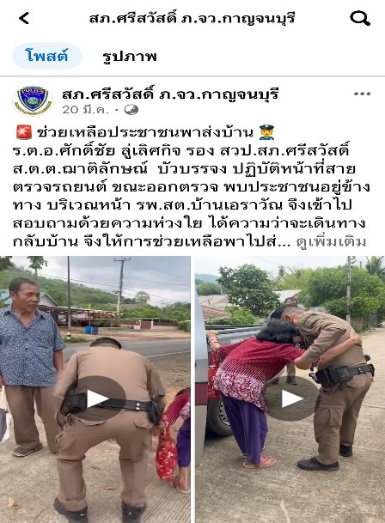 สภ.ศรีสวัสดิ์ ภ.จว.กาญจนบุรี
โพสต์ รูปภาพ
สภ.ศรีสวัสดิ์ ภ.จว.กาญจนบุรี
20 มี.ค. ·
🚨 ช่วยเหลือประชาชนพาส่งบ้าน 👮
ร.ต.อ.ศักดิ์ชัย ลู่เลิศกิจ รอง สวป.สภ.ศรีสวัสดิ์
ส.ต.ต.ฌาติลักษณ์ บัวบรรจง ปฏิบัติหน้าที่สาย
ตรวจรถยนต์ ขณะออกตรวจ พบประชาชนอยู่ข้าง
ทาง บริเวณหน้า รพ.สต.บ้านเอราวัณ จึงเข้าไป
สอบถามด้วยความห่วงใย ได้ความว่าจะเดินทาง
กลับบ้าน จึงให้การช่วยเหลือพาไปส่... ดูเพิ่มเติม